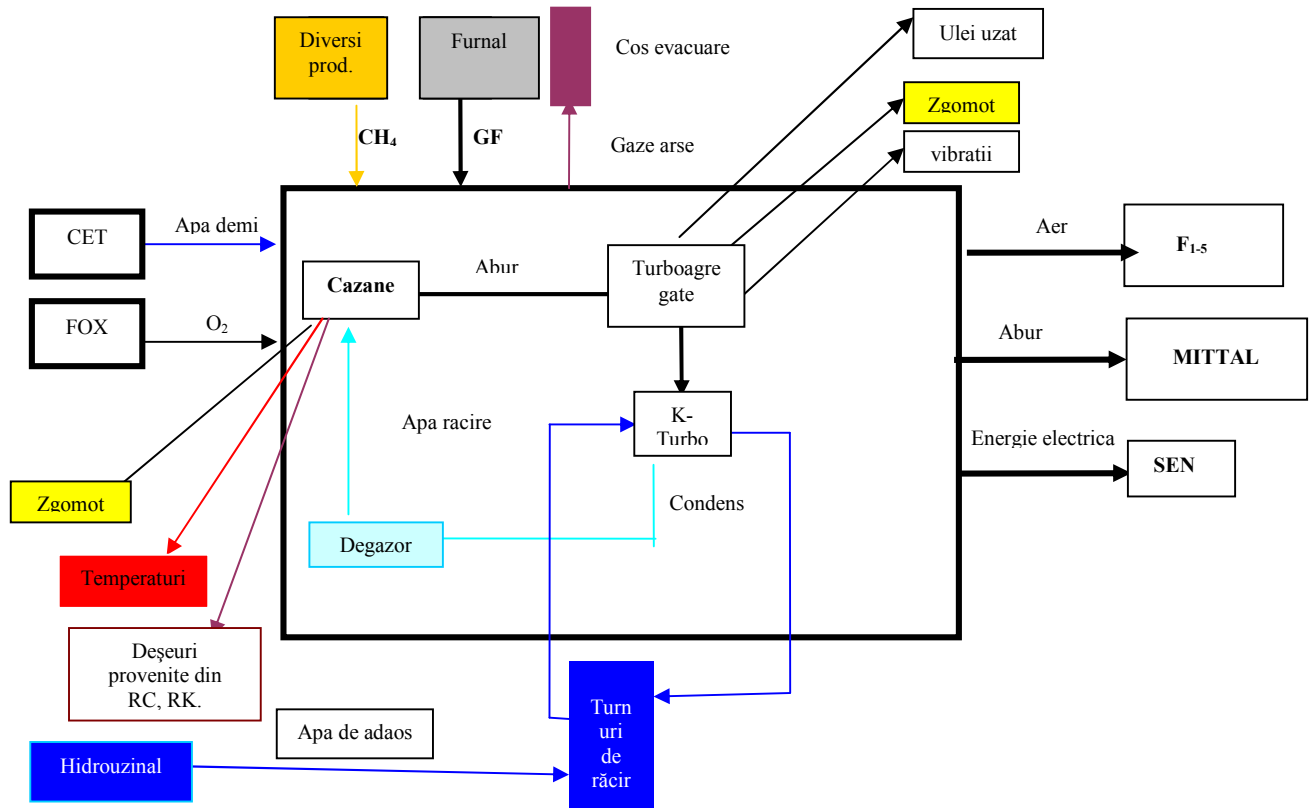 Diversi
prod.
Furnal
Cos evacuare
Ulei uzat
Zgomot
CH₄
GF
Gaze arse
vibratii
CET
Apa demi
Aer
F₁₋₅
Abur
Turboagre
gate
Cazane
FOX
O₂
Abur
MITTAL
K-
Turbo
Apa racire
Energie electrica
SEN
Zgomot
Condens
Degazor
Temperaturi
Deşeuri
provenite din
RC, RK.
Turn
uri
de
răcir
Apa de adaos
Hidrouzinal